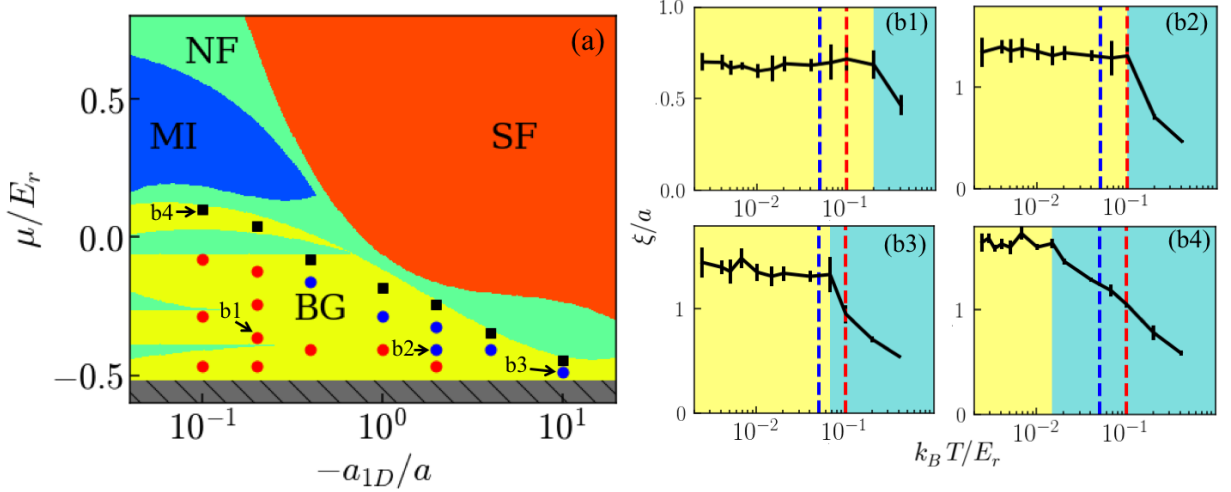 (a)
NF
MI
SF
BG
b4
b1
b2
b3
μ/E_r
0.5
0.0
−0.5
10^{-1}
10^0
10^1
−a_{1D}/a
(b1)
1.0
0.5
0.0
10^{-2}
10^{-1}
(b2)
1
0
10^{-2}
10^{-1}
ξ/a
(b3)
1
0
10^{-2}
10^{-1}
(b4)
1
0
10^{-2}
10^{-1}
k_B T/E_r